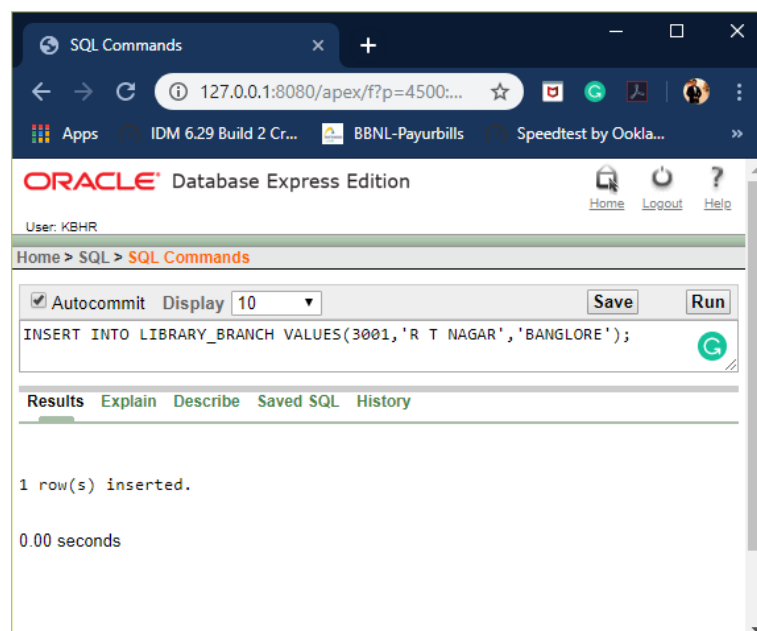 SQL Commands
127.0.0.1:8080/apex/f?p=4500:...
Apps IDM 6.29 Build 2 Cr... BBNL-Payurbills Speedtest by Ookla... »
ORACLE Database Express Edition
Home Logout Help
User: KBHR
Home > SQL > SQL Commands
Autocommit Display 10 Save Run
INSERT INTO LIBRARY_BRANCH VALUES(3001,'R T NAGAR','BANGLORE');
Results Explain Describe Saved SQL History
1 row(s) inserted.
0.00 seconds